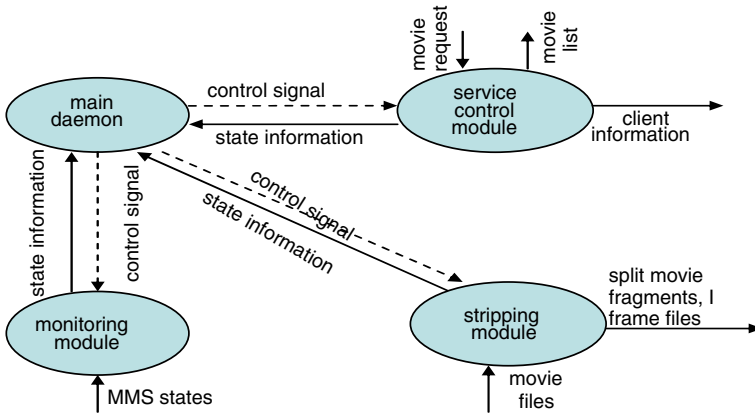 movie
request
movie
list
main
daemon
control signal
state information
service
control
module
client
information
state information
control signal
control signal
state information
monitoring
module
MMS states
stripping
module
movie
files
split movie
fragments, I
frame files